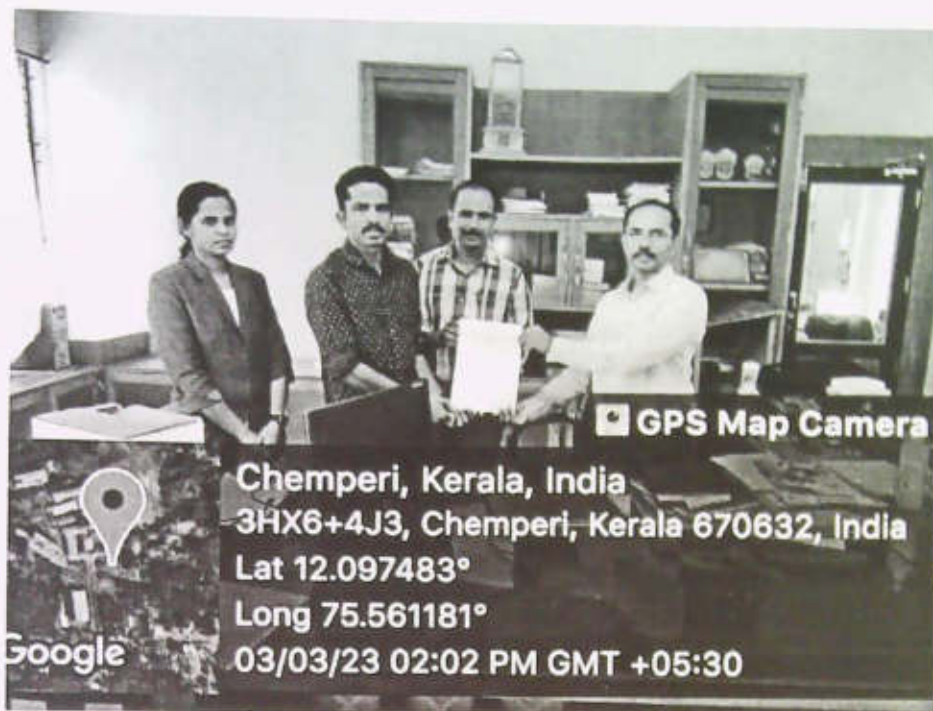 GPS Map Camera
Chemperi, Kerala, India
3HX6+4J3, Chemperi, Kerala 670632, India
Lat 12.097483°
Long 75.561181°
03/03/23 02:02 PM GMT +05:30
Google